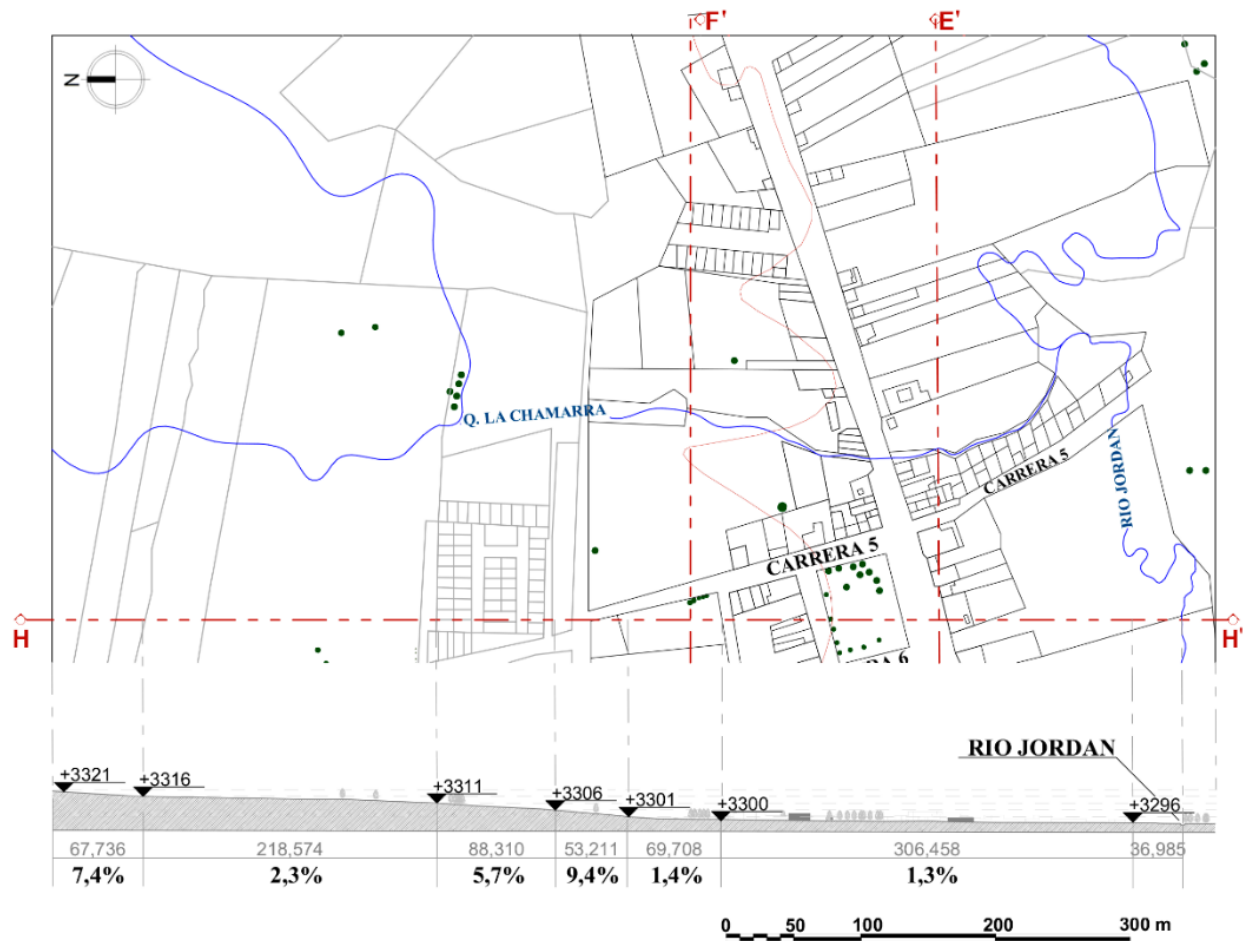 F'
E'
N
Q. LA CHAMARRA
CARRERA 5
RIO JORDAN
CARRERA 5
H
H'
RA 6
RIO JORDAN
+3321
+3316
+3311
+3306
+3301
+3300
+3296
67,736 218,574 88,310 53,211 69,708 306,458 36,985
7,4% 2,3% 5,7% 9,4% 1,4% 1,3%
0 50 100 200 300 m